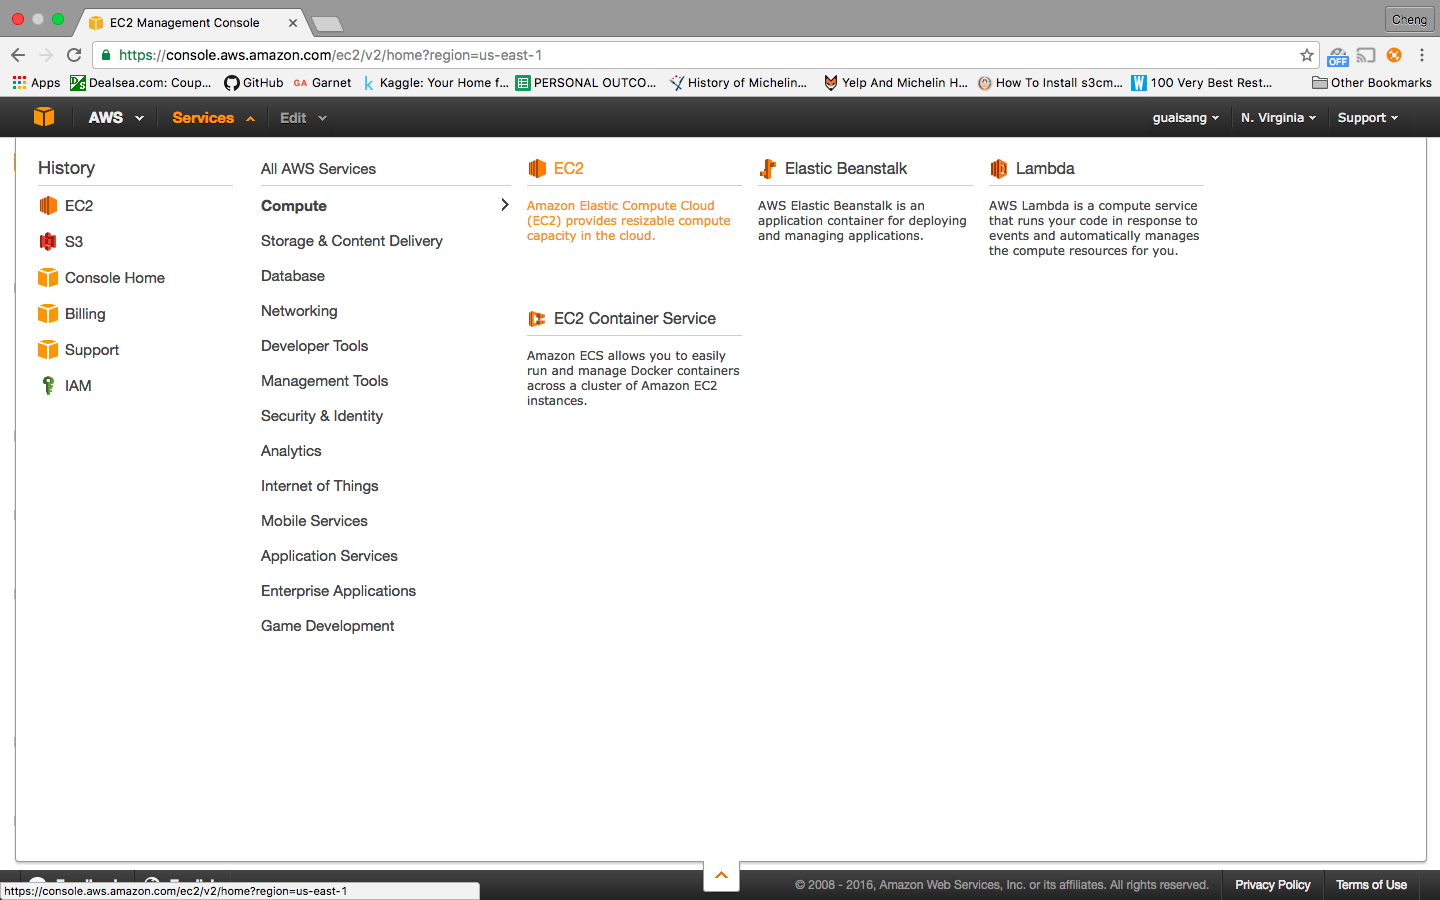 EC2 Management Console
Cheng
https://console.aws.amazon.com/ec2/v2/home?region=us-east-1
OFF
Apps
Dealsea.com: Coup...
GitHub
GA Garnet
k Kaggle: Your Home f...
PERSONAL OUTCO...
History of Michelin...
Yelp And Michelin H...
How To Install s3cm...
W 100 Very Best Rest...
Other Bookmarks
AWS
Services
Edit
guaisang
N. Virginia
Support
History
EC2
S3
Console Home
Billing
Support
IAM
All AWS Services
Compute
Storage & Content Delivery
Database
Networking
Developer Tools
Management Tools
Security & Identity
Analytics
Internet of Things
Mobile Services
Application Services
Enterprise Applications
Game Development
EC2
Amazon Elastic Compute Cloud
(EC2) provides resizable compute
capacity in the cloud.
Elastic Beanstalk
AWS Elastic Beanstalk is an
application container for deploying
and managing applications.
Lambda
AWS Lambda is a compute service
that runs your code in response to
events and automatically manages
the compute resources for you.
EC2 Container Service
Amazon ECS allows you to easily
run and manage Docker containers
across a cluster of Amazon EC2
instances.
https://console.aws.amazon.com/ec2/v2/home?region=us-east-1
© 2008 - 2016, Amazon Web Services, Inc. or its affiliates. All rights reserved.
Privacy Policy
Terms of Use